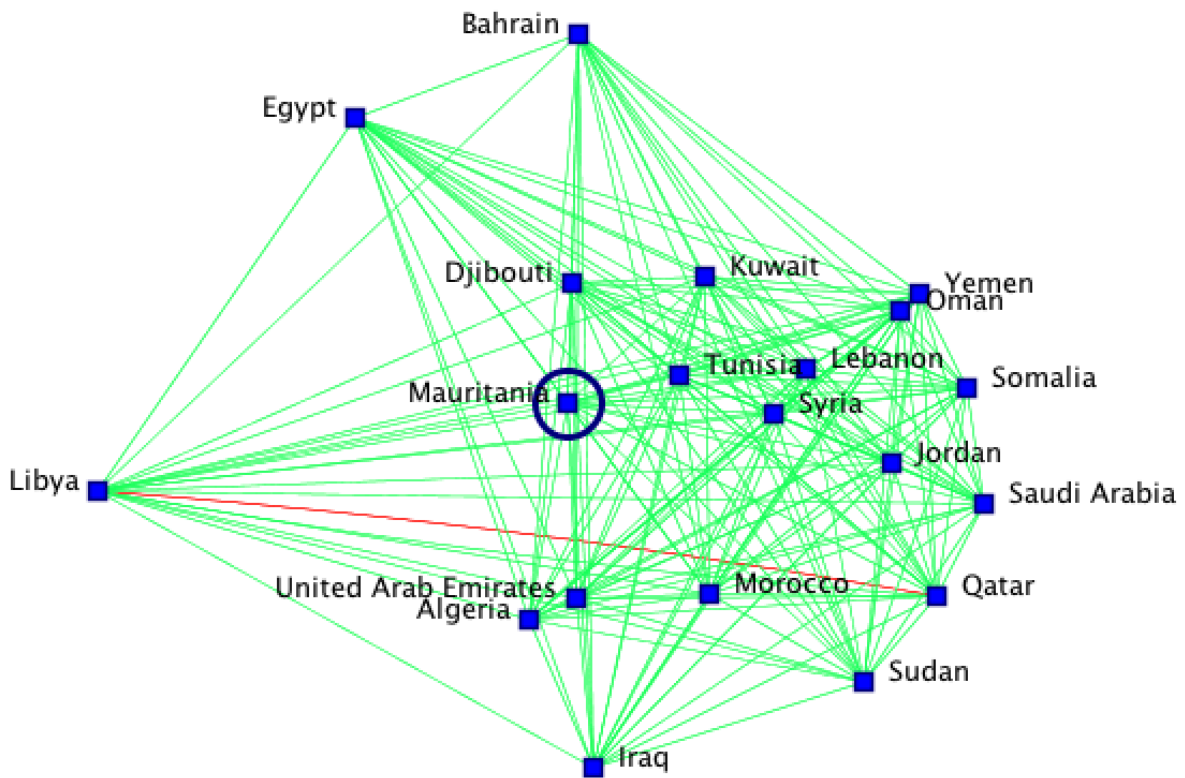 Bahrain
Egypt
Djibouti
Kuwait
Yemen
Oman
Tunisia
Lebanon
Somalia
Mauritania
Syria
Jordan
Libya
Saudi Arabia
United Arab Emirates
Morocco
Qatar
Algeria
Sudan
Iraq